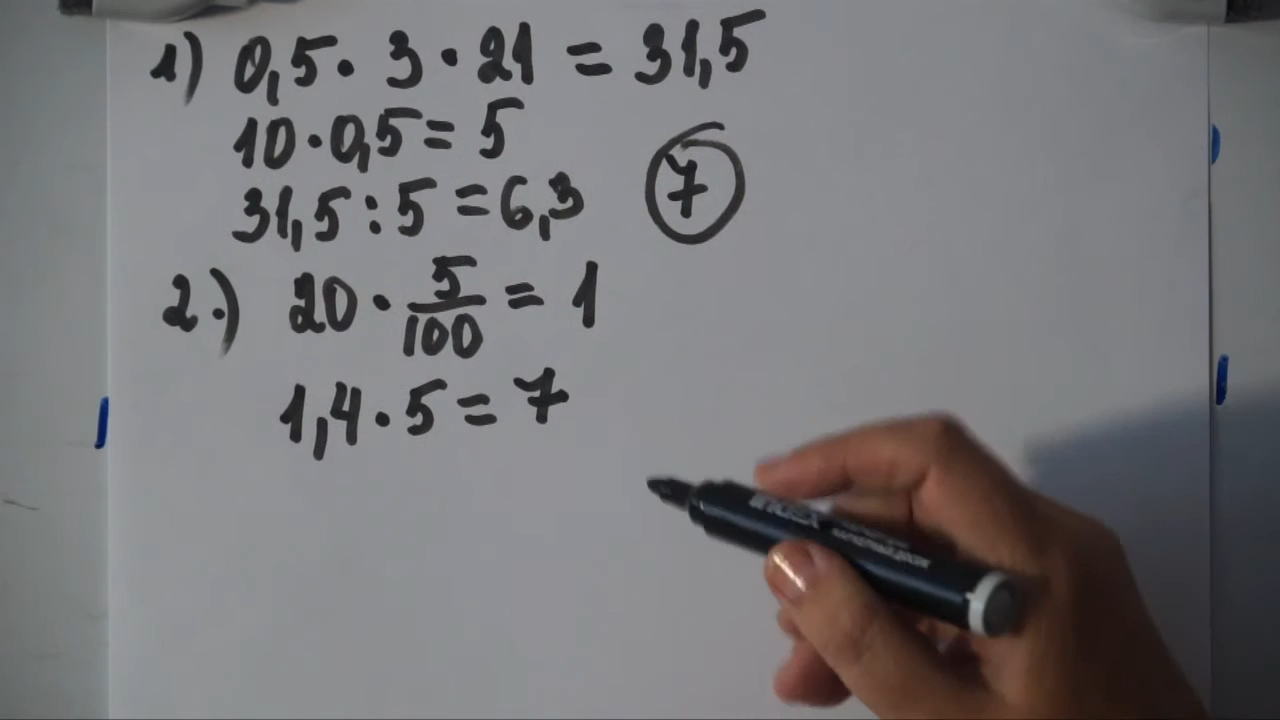 1) 0,5 · 3 · 21 = 31,5
10 · 0,5 = 5
31,5 : 5 = 6,3 7
2.) 20 · 5/100 = 1
1,4 · 5 = 7